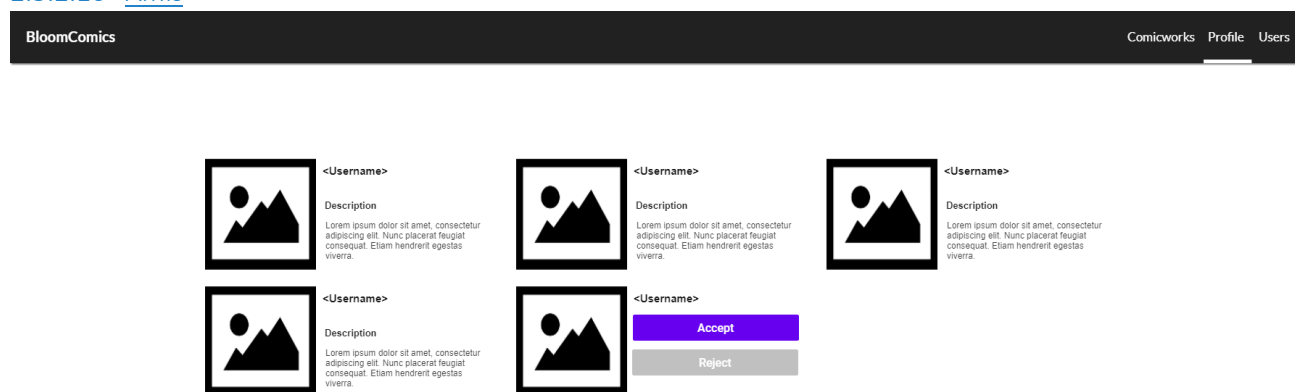 BloomComics
Comicworks Profile Users
<Username>
Description
Lorem ipsum dolor sit amet, consectetur
adipiscing elit. Nunc placerat feugiat
consequat. Etiam hendrerit egestas
viverra.
<Username>
Description
Lorem ipsum dolor sit amet, consectetur
adipiscing elit. Nunc placerat feugiat
consequat. Etiam hendrerit egestas
viverra.
<Username>
Description
Lorem ipsum dolor sit amet, consectetur
adipiscing elit. Nunc placerat feugiat
consequat. Etiam hendrerit egestas
viverra.
<Username>
Description
Lorem ipsum dolor sit amet, consectetur
adipiscing elit. Nunc placerat feugiat
consequat. Etiam hendrerit egestas
viverra.
<Username>
Accept
Reject